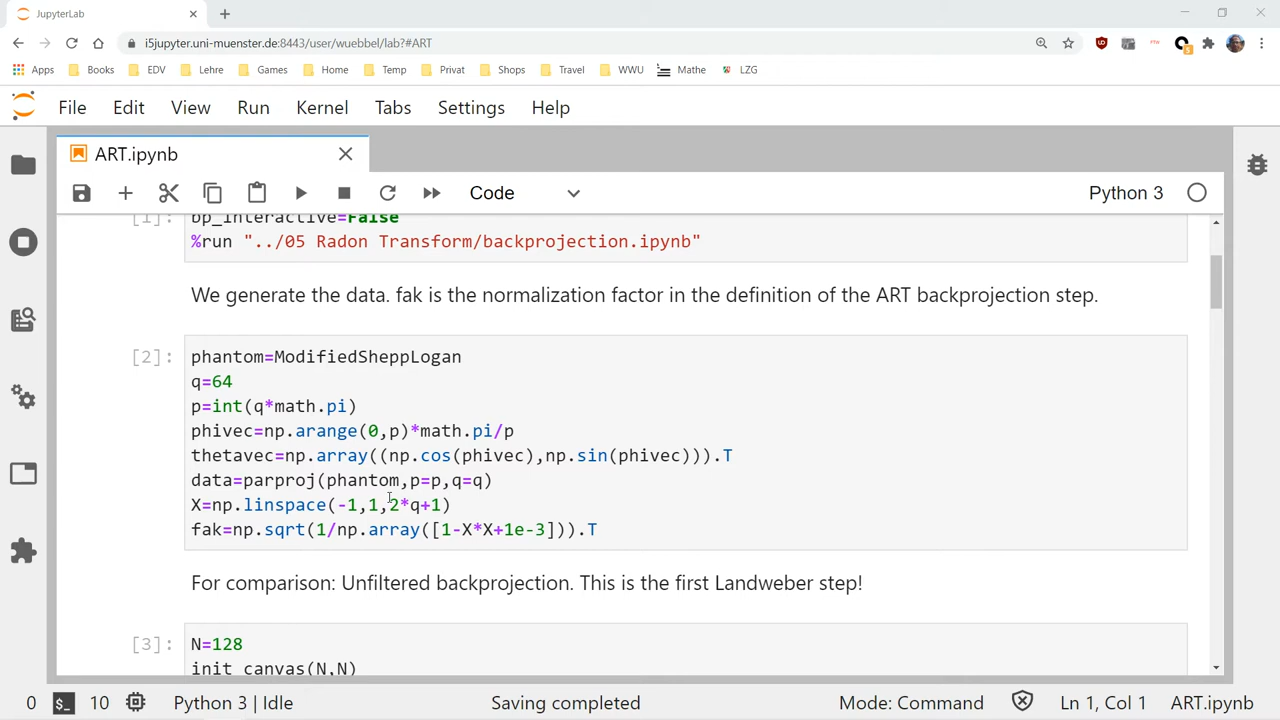 JupyterLab
i5jupyter.uni-muenster.de:8443/user/wuebbel/lab?#ART
Apps Books EDV Lehre Games Home Temp Privat Shops Travel WWU Mathe LZG
File Edit View Run Kernel Tabs Settings Help
ART.ipynb
Code Python 3
[1]: bp_interactive=False
%run "../05 Radon Transform/backprojection.ipynb"
We generate the data. fak is the normalization factor in the definition of the ART backprojection step.
[2]: phantom=ModifiedSheppLogan
q=64
p=int(q*math.pi)
phivec=np.arange(0,p)*math.pi/p
thetavec=np.array((np.cos(phivec),np.sin(phivec))).T
data=parproj(phantom,p=p,q=q)
X=np.linspace(-1,1,2*q+1)
fak=np.sqrt(1/np.array([1-X*X+1e-3])).T
For comparison: Unfiltered backprojection. This is the first Landweber step!
[3]: N=128
init_canvas(N,N)
0 $_ 10 Python 3 | Idle Saving completed Mode: Command Ln 1, Col 1 ART.ipynb